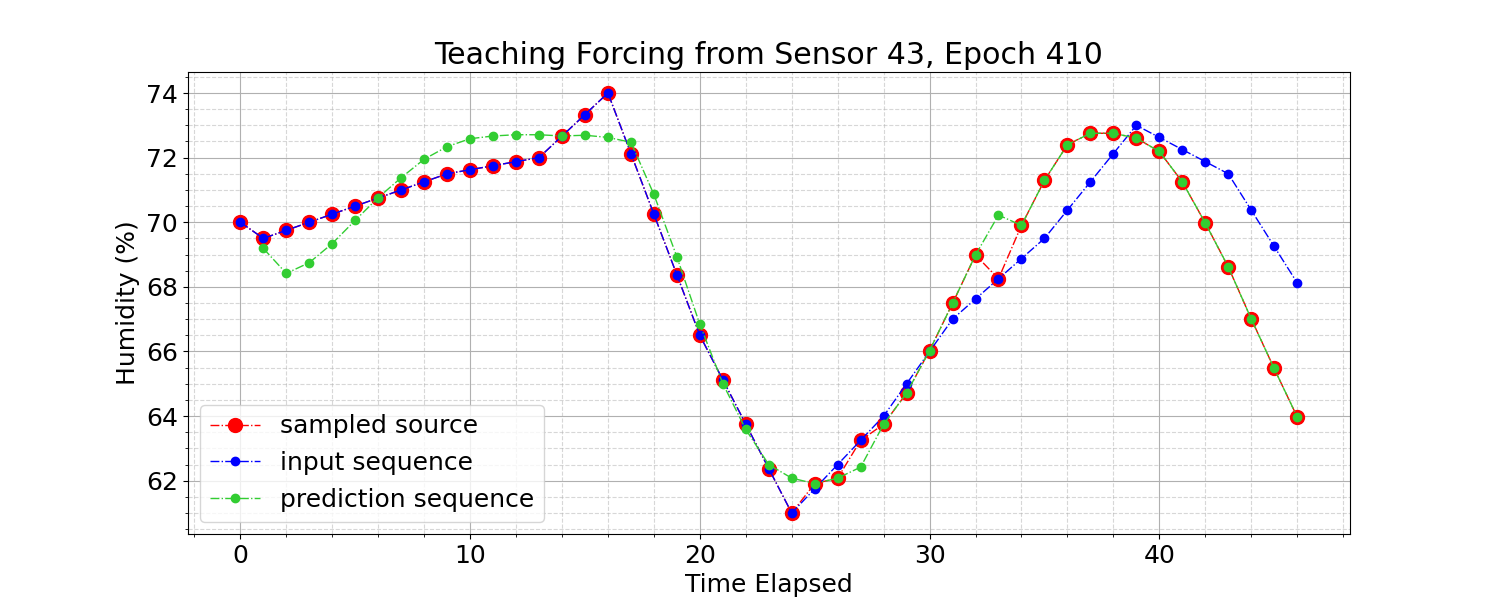 Teaching Forcing from Sensor 43, Epoch 410
Humidity (%)
74
72
70
68
66
64
62
sampled source
input sequence
prediction sequence
0 10 20 30 40
Time Elapsed